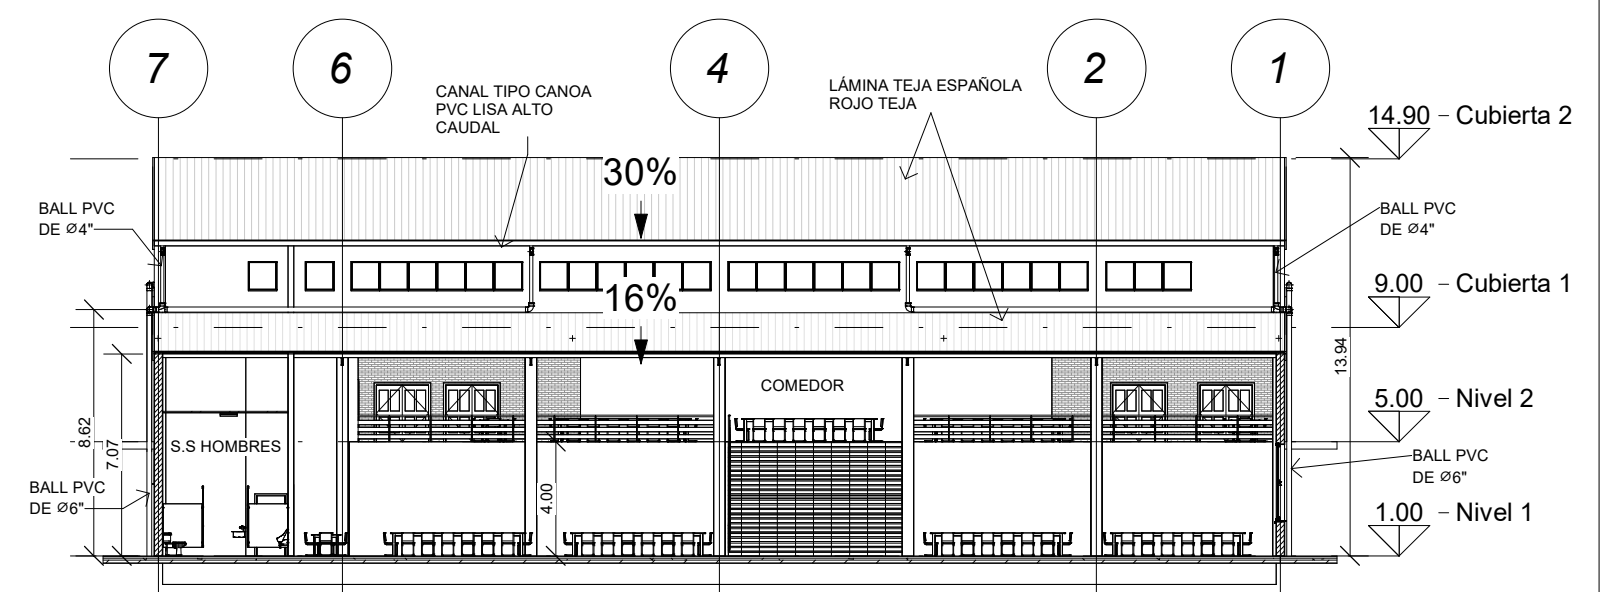 7
6
4
2
1
CANAL TIPO CANOA
PVC LISA ALTO
CAUDAL
LÁMINA TEJA ESPAÑOLA
ROJO TEJA
14.90 - Cubierta 2
30%
BALL PVC
DE Ø4"
BALL PVC
DE Ø4"
9.00 - Cubierta 1
16%
13.94
COMEDOR
5.00 - Nivel 2
8.62
7.07
S.S HOMBRES
BALL PVC
DE Ø6"
BALL PVC
DE Ø6"
4.00
1.00 - Nivel 1